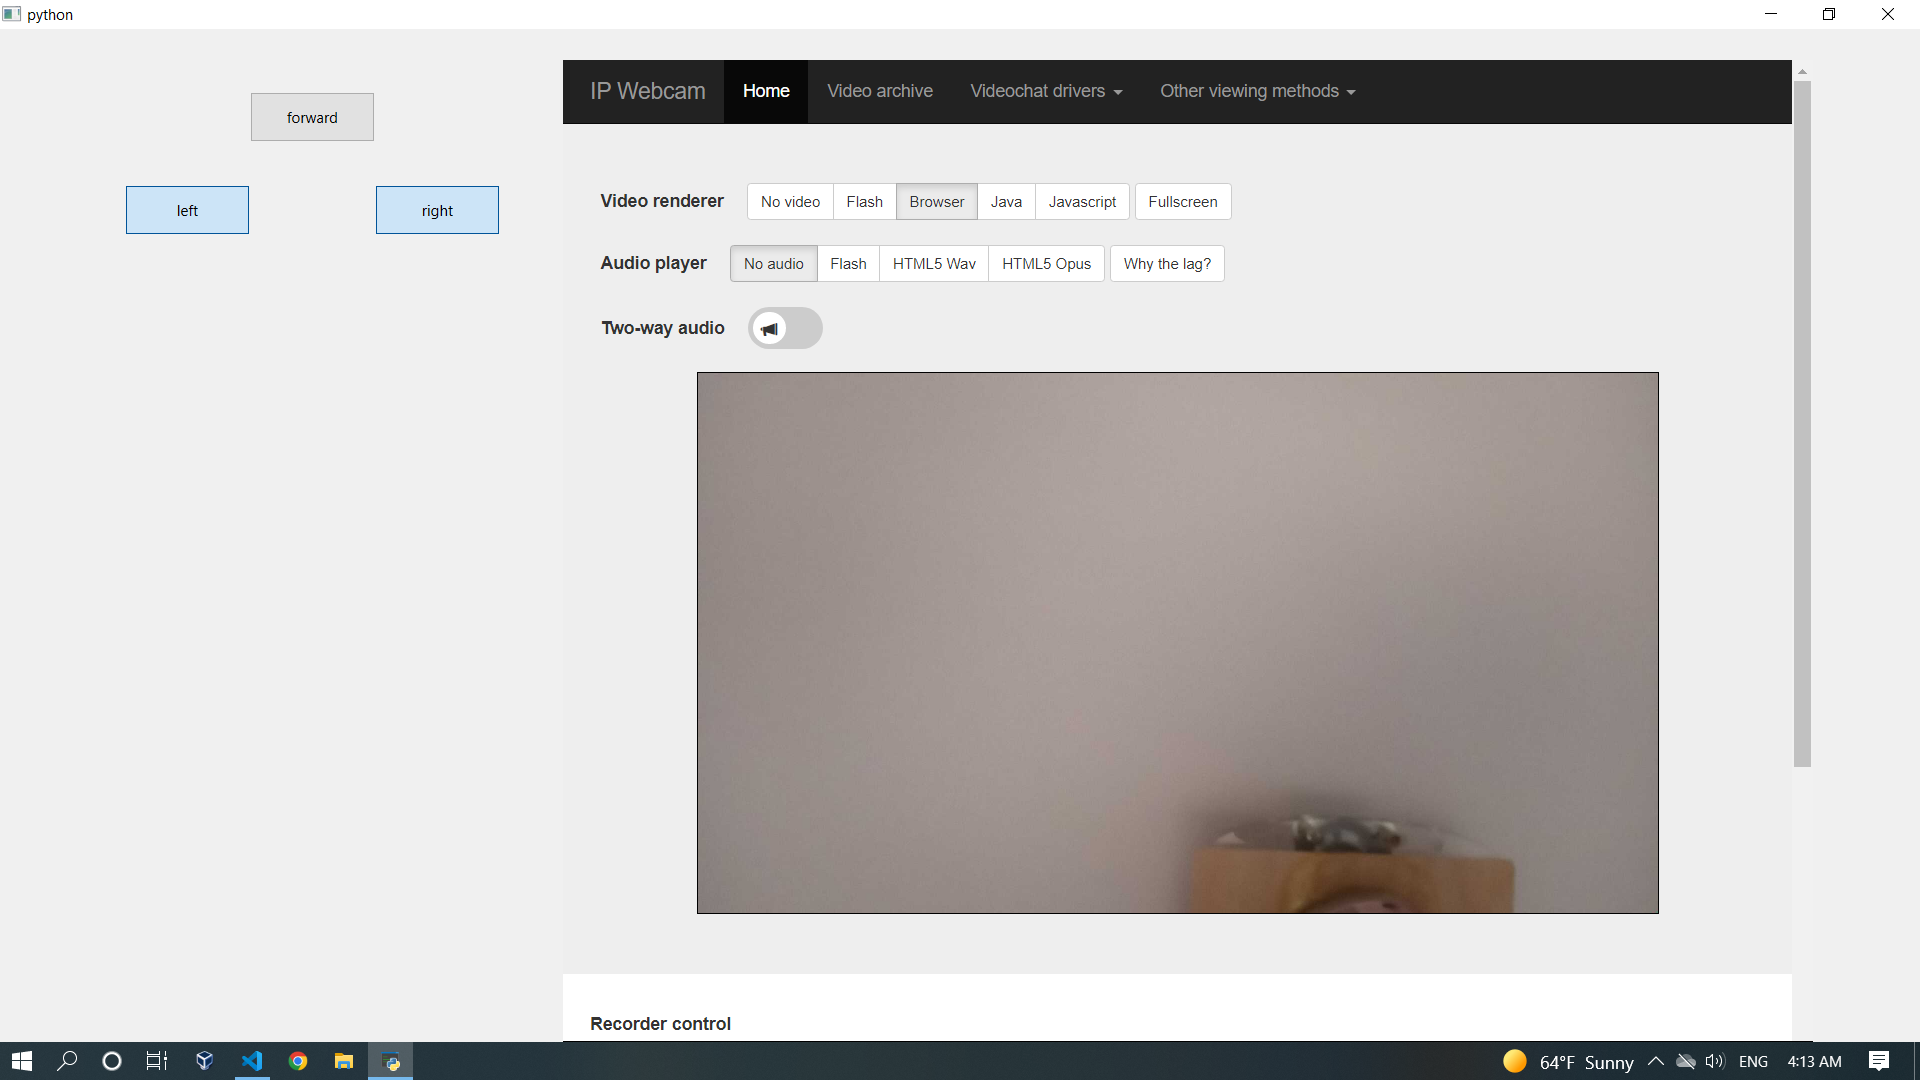 python
forward
left
right
IP Webcam Home Video archive Videochat drivers Other viewing methods
Video renderer No video Flash Browser Java Javascript Fullscreen
Audio player No audio Flash HTML5 Wav HTML5 Opus Why the lag?
Two-way audio
Recorder control
64°F Sunny ENG 4:13 AM